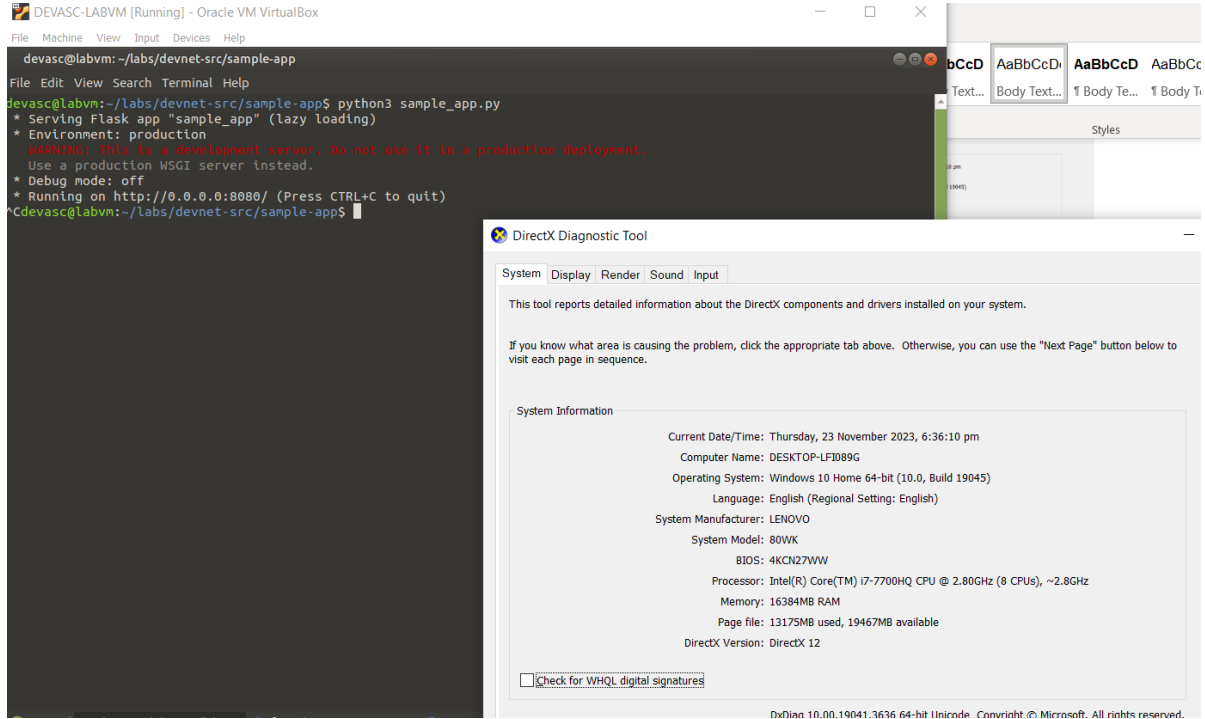 DEVASC-LABVM [Running] - Oracle VM VirtualBox
File Machine View Input Devices Help
devasc@labvm: ~/labs/devnet-src/sample-app
File Edit View Search Terminal Help
devasc@labvm:~/labs/devnet-src/sample-app$ python3 sample_app.py
* Serving Flask app "sample_app" (lazy loading)
* Environment: production
WARNING: This is a development server. Do not use it in a production deployment.
Use a production WSGI server instead.
* Debug mode: off
* Running on http://0.0.0.0:8080/ (Press CTRL+C to quit)
^Cdevasc@labvm:~/labs/devnet-src/sample-app$
bCcD AaBbCcD AaBbCcD AaBbCc
Text... Body Text... ¶ Body Te... ¶ Body T
Styles
19045)
DirectX Diagnostic Tool
System Display Render Sound Input
This tool reports detailed information about the DirectX components and drivers installed on your system.
If you know what area is causing the problem, click the appropriate tab above. Otherwise, you can use the "Next Page" button below to
visit each page in sequence.
System Information
Current Date/Time: Thursday, 23 November 2023, 6:36:10 pm
Computer Name: DESKTOP-LFI089G
Operating System: Windows 10 Home 64-bit (10.0, Build 19045)
Language: English (Regional Setting: English)
System Manufacturer: LENOVO
System Model: 80WK
BIOS: 4KCN27WW
Processor: Intel(R) Core(TM) i7-7700HQ CPU @ 2.80GHz (8 CPUs), ~2.8GHz
Memory: 16384MB RAM
Page file: 13175MB used, 19467MB available
DirectX Version: DirectX 12
Check for WHQL digital signatures
DxDiag 10.00.19041.3636 64-bit Unicode Copyright © Microsoft. All rights reserved.